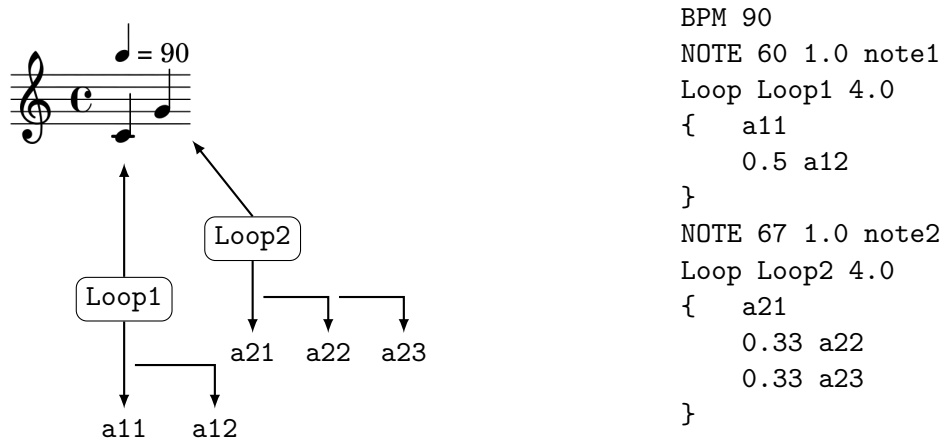 = 90
Loop2
Loop1
a21 a22 a23
a11 a12
BPM 90
NOTE 60 1.0 note1
Loop Loop1 4.0
{ a11
0.5 a12
}
NOTE 67 1.0 note2
Loop Loop2 4.0
{ a21
0.33 a22
0.33 a23
}